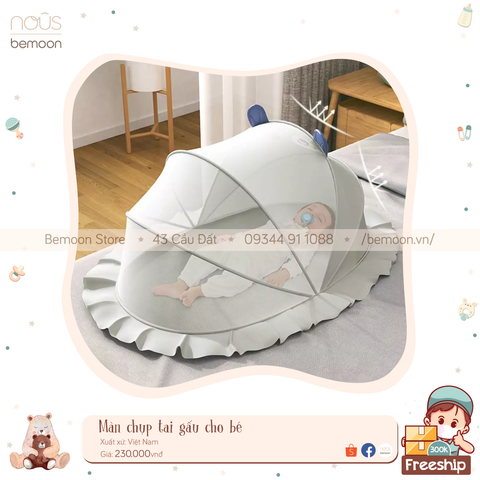 noūs
bemoon
Bemoon Store ★ 43 Cầu Đất ★ 09344 91 1088 ★ /bemoon.vn/
Màn chụp tai gấu cho bé
Xuất xứ: Việt Nam
Giá: 230.000vnđ
300k
Freeship